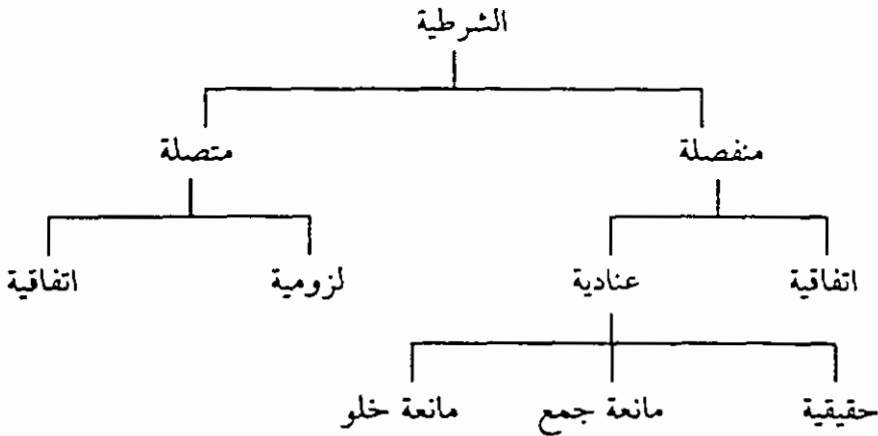 الشرطية
منفصلة متصلة
اتفاقية عنادية لزومية اتفاقية
حقيقية مانعة جمع مانعة خلو